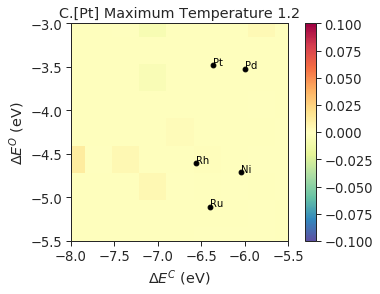 C.[Pt] Maximum Temperature 1.2
−3.0
−3.5
−4.0
−4.5
−5.0
−5.5
ΔE^O (eV)
Pt
Pd
Rh
Ni
Ru
−8.0 −7.5 −7.0 −6.5 −6.0 −5.5
ΔE^C (eV)
0.100
0.075
0.050
0.025
0.000
−0.025
−0.050
−0.075
−0.100